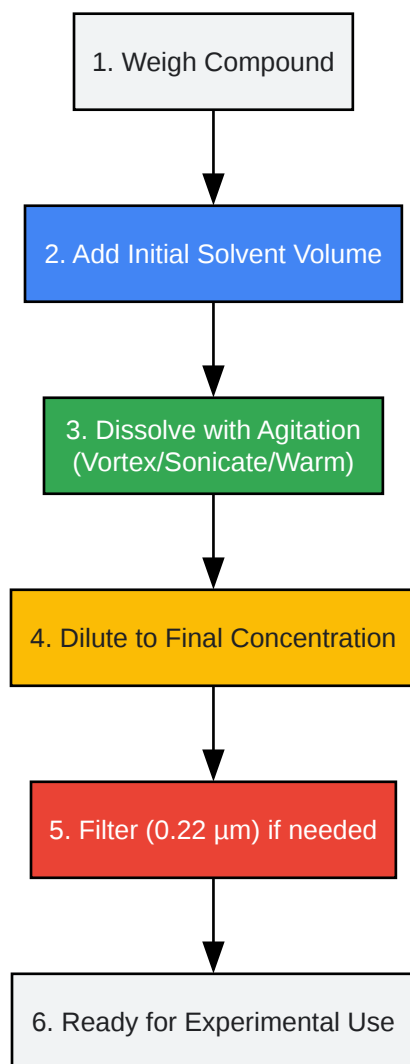 1. Weigh Compound
2. Add Initial Solvent Volume
3. Dissolve with Agitation
(Vortex/Sonicate/Warm)
4. Dilute to Final Concentration
5. Filter (0.22 µm) if needed
6. Ready for Experimental Use